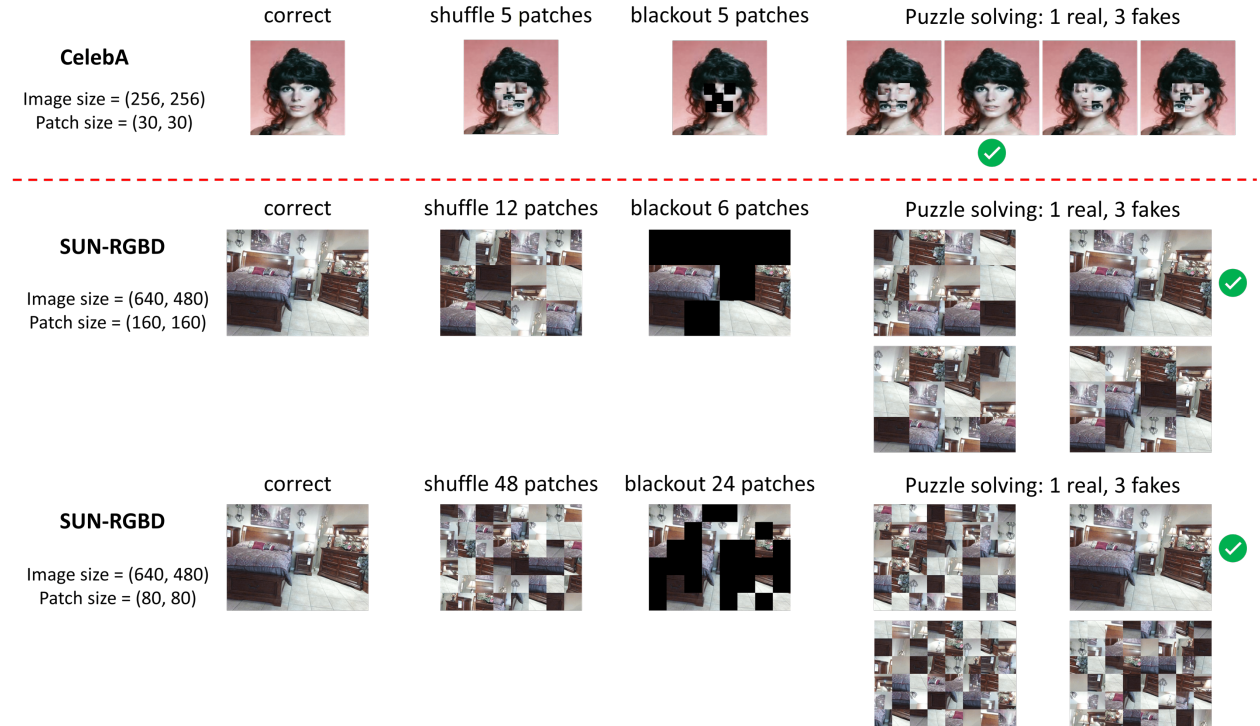 correct
shuffle 5 patches
blackout 5 patches
Puzzle solving: 1 real, 3 fakes
CelebA
Image size = (256, 256)
Patch size = (30, 30)
correct
shuffle 12 patches
blackout 6 patches
Puzzle solving: 1 real, 3 fakes
SUN-RGBD
Image size = (640, 480)
Patch size = (160, 160)
correct
shuffle 48 patches
blackout 24 patches
Puzzle solving: 1 real, 3 fakes
SUN-RGBD
Image size = (640, 480)
Patch size = (80, 80)